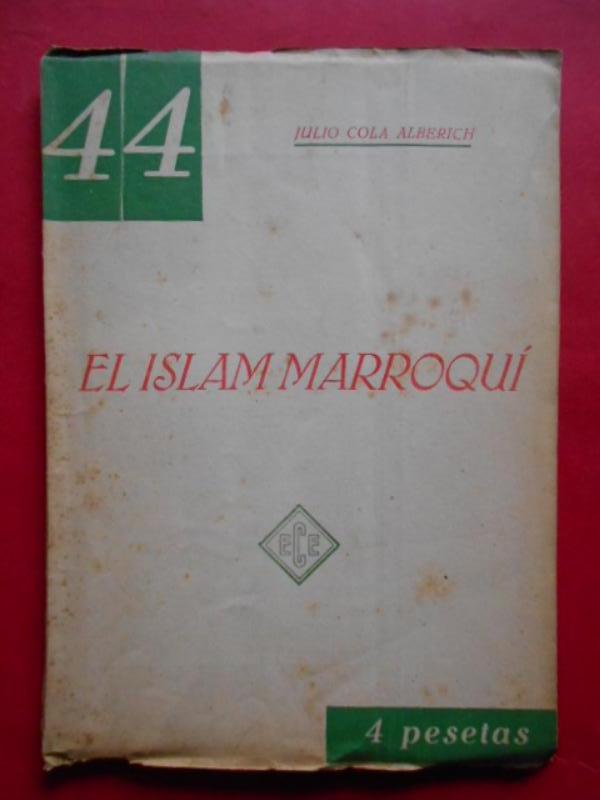 44
JULIO COLA ALBERICH
EL ISLAM MARROQUÍ
ECE
4 pesetas